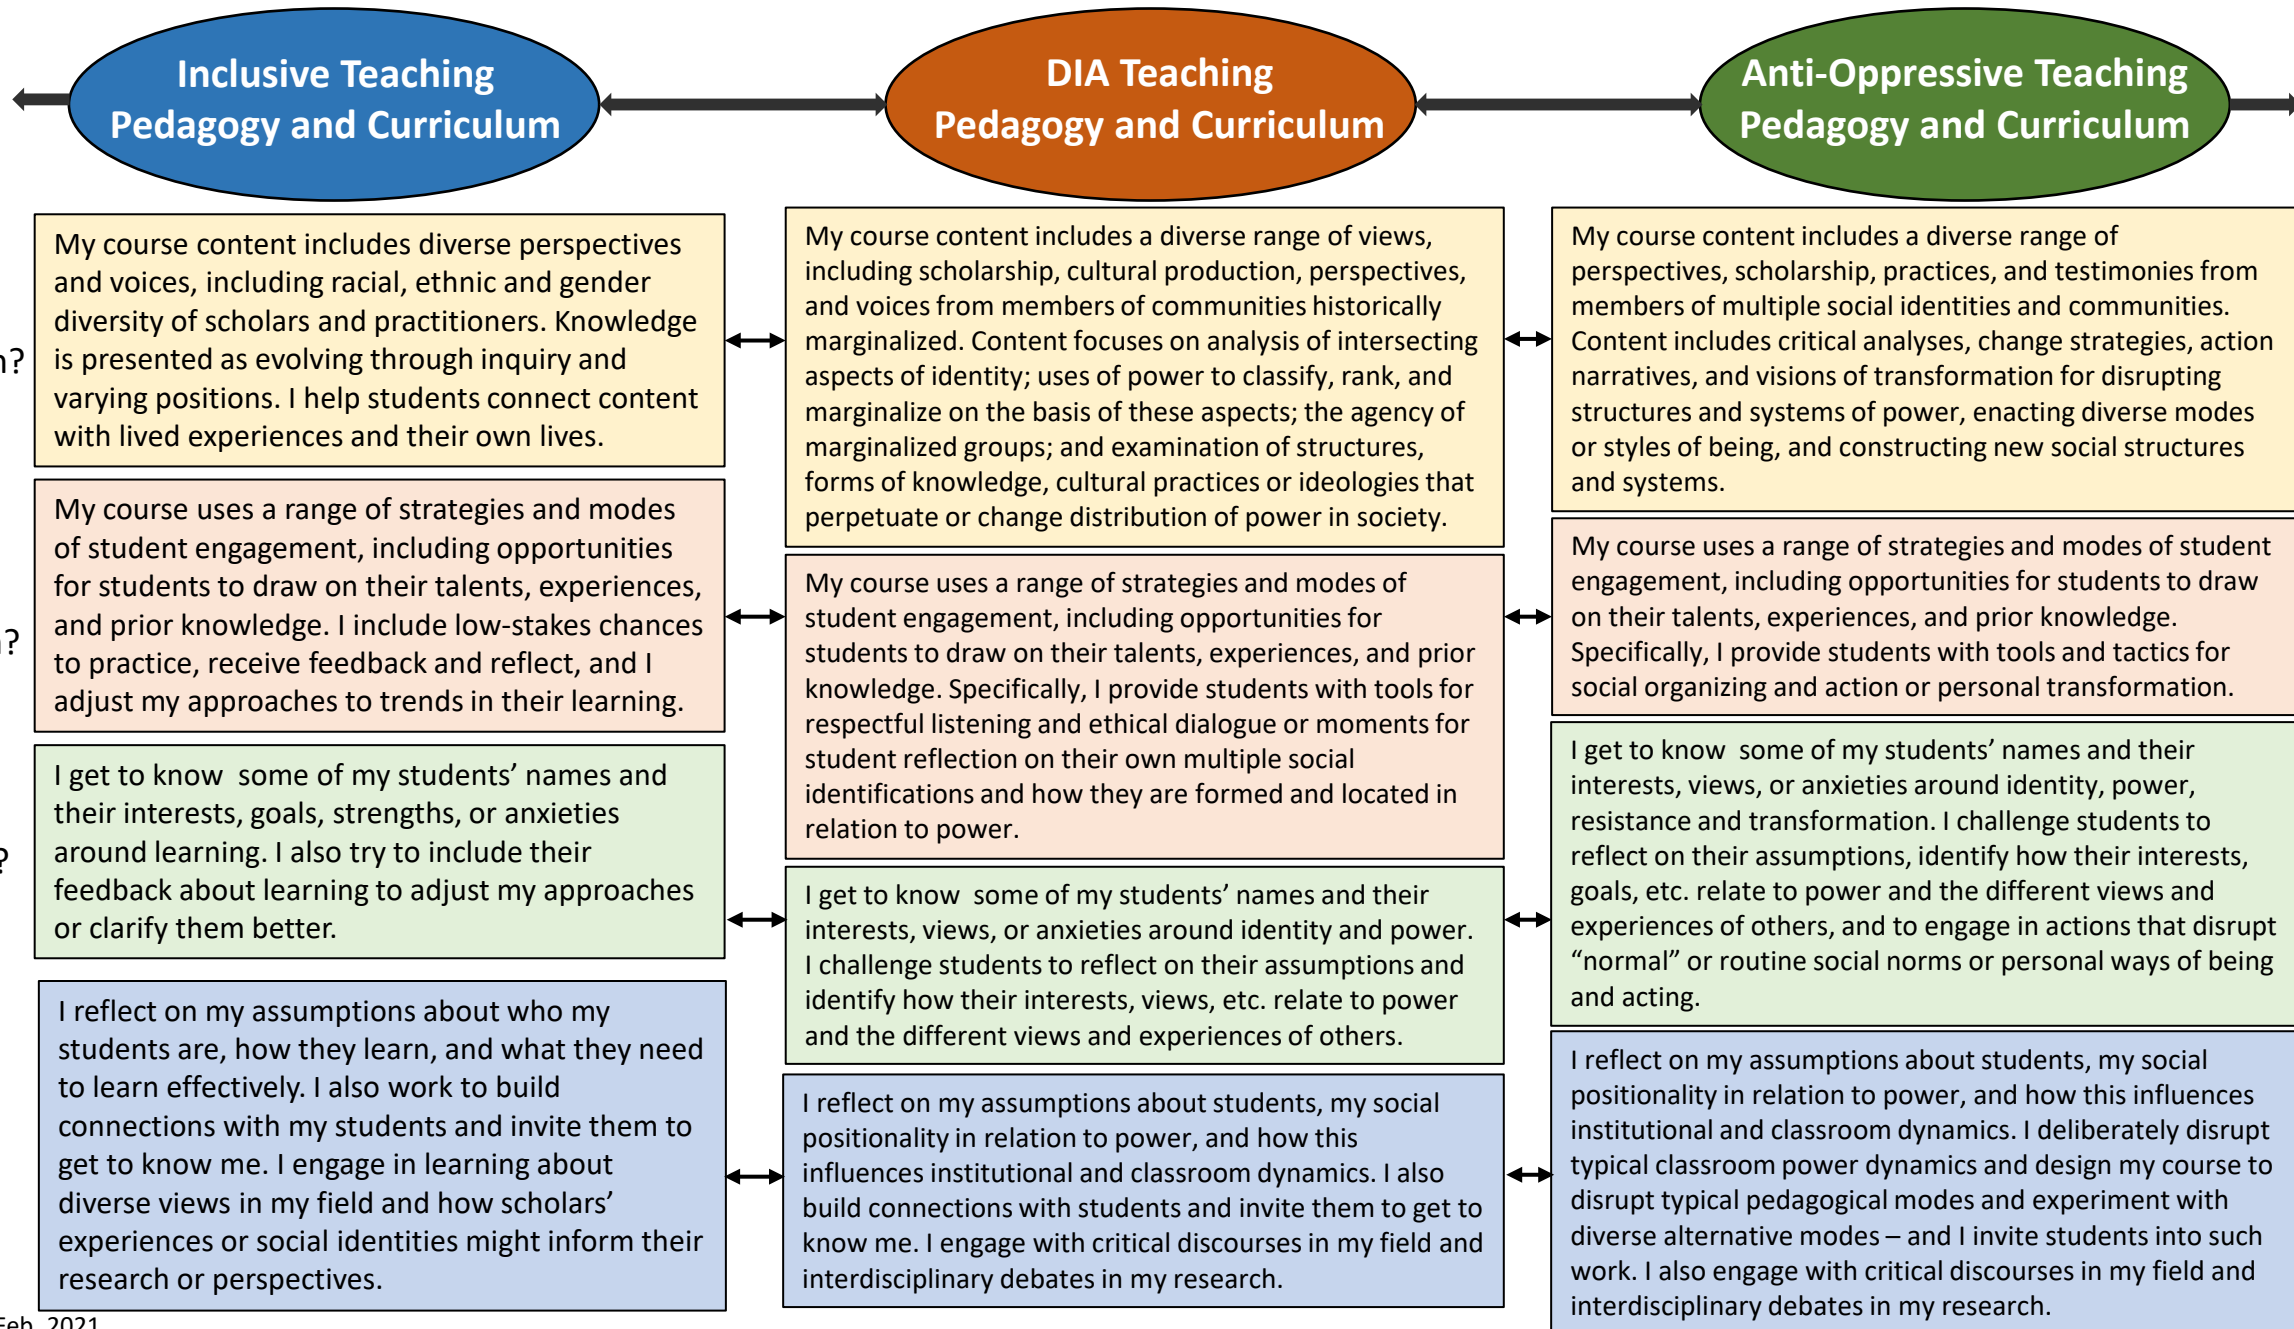 Inclusive Teaching
Pedagogy and Curriculum
DIA Teaching
Pedagogy and Curriculum
Anti-Oppressive Teaching
Pedagogy and Curriculum
My course content includes diverse perspectives
and voices, including racial, ethnic and gender
diversity of scholars and practitioners. Knowledge
is presented as evolving through inquiry and
varying positions. I help students connect content
with lived experiences and their own lives.
My course content includes a diverse range of views,
including scholarship, cultural production, perspectives,
and voices from members of communities historically
marginalized. Content focuses on analysis of intersecting
aspects of identity; uses of power to classify, rank, and
marginalize on the basis of these aspects; the agency of
marginalized groups; and examination of structures,
forms of knowledge, cultural practices or ideologies that
perpetuate or change distribution of power in society.
My course content includes a diverse range of
perspectives, scholarship, practices, and testimonies from
members of multiple social identities and communities.
Content includes critical analyses, change strategies, action
narratives, and visions of transformation for disrupting
structures and systems of power, enacting diverse modes
or styles of being, and constructing new social structures
and systems.
My course uses a range of strategies and modes
of student engagement, including opportunities
for students to draw on their talents, experiences,
and prior knowledge. I include low-stakes chances
to practice, receive feedback and reflect, and I
adjust my approaches to trends in their learning.
My course uses a range of strategies and modes of
student engagement, including opportunities for
students to draw on their talents, experiences, and prior
knowledge. Specifically, I provide students with tools for
respectful listening and ethical dialogue or moments for
student reflection on their own multiple social
identifications and how they are formed and located in
relation to power.
My course uses a range of strategies and modes of student
engagement, including opportunities for students to draw
on their talents, experiences, and prior knowledge.
Specifically, I provide students with tools and tactics for
social organizing and action or personal transformation.
I get to know some of my students’ names and
their interests, goals, strengths, or anxieties
around learning. I also try to include their
feedback about learning to adjust my approaches
or clarify them better.
I get to know some of my students’ names and their
interests, views, or anxieties around identity and power.
I challenge students to reflect on their assumptions and
identify how their interests, views, etc. relate to power
and the different views and experiences of others.
I get to know some of my students’ names and their
interests, views, or anxieties around identity, power,
resistance and transformation. I challenge students to
reflect on their assumptions, identify how their interests,
goals, etc. relate to power and the different views and
experiences of others, and to engage in actions that disrupt
“normal” or routine social norms or personal ways of being
and acting.
I reflect on my assumptions about who my
students are, how they learn, and what they need
to learn effectively. I also work to build
connections with my students and invite them to
get to know me. I engage in learning about
diverse views in my field and how scholars’
experiences or social identities might inform their
research or perspectives.
I reflect on my assumptions about students, my social
positionality in relation to power, and how this
influences institutional and classroom dynamics. I also
build connections with students and invite them to get to
know me. I engage with critical discourses in my field and
interdisciplinary debates in my research.
I reflect on my assumptions about students, my social
positionality in relation to power, and how this influences
institutional and classroom dynamics. I deliberately disrupt
typical classroom power dynamics and design my course to
disrupt typical pedagogical modes and experiment with
diverse alternative modes – and I invite students into such
work. I also engage with critical discourses in my field and
interdisciplinary debates in my research.
Feb. 2021